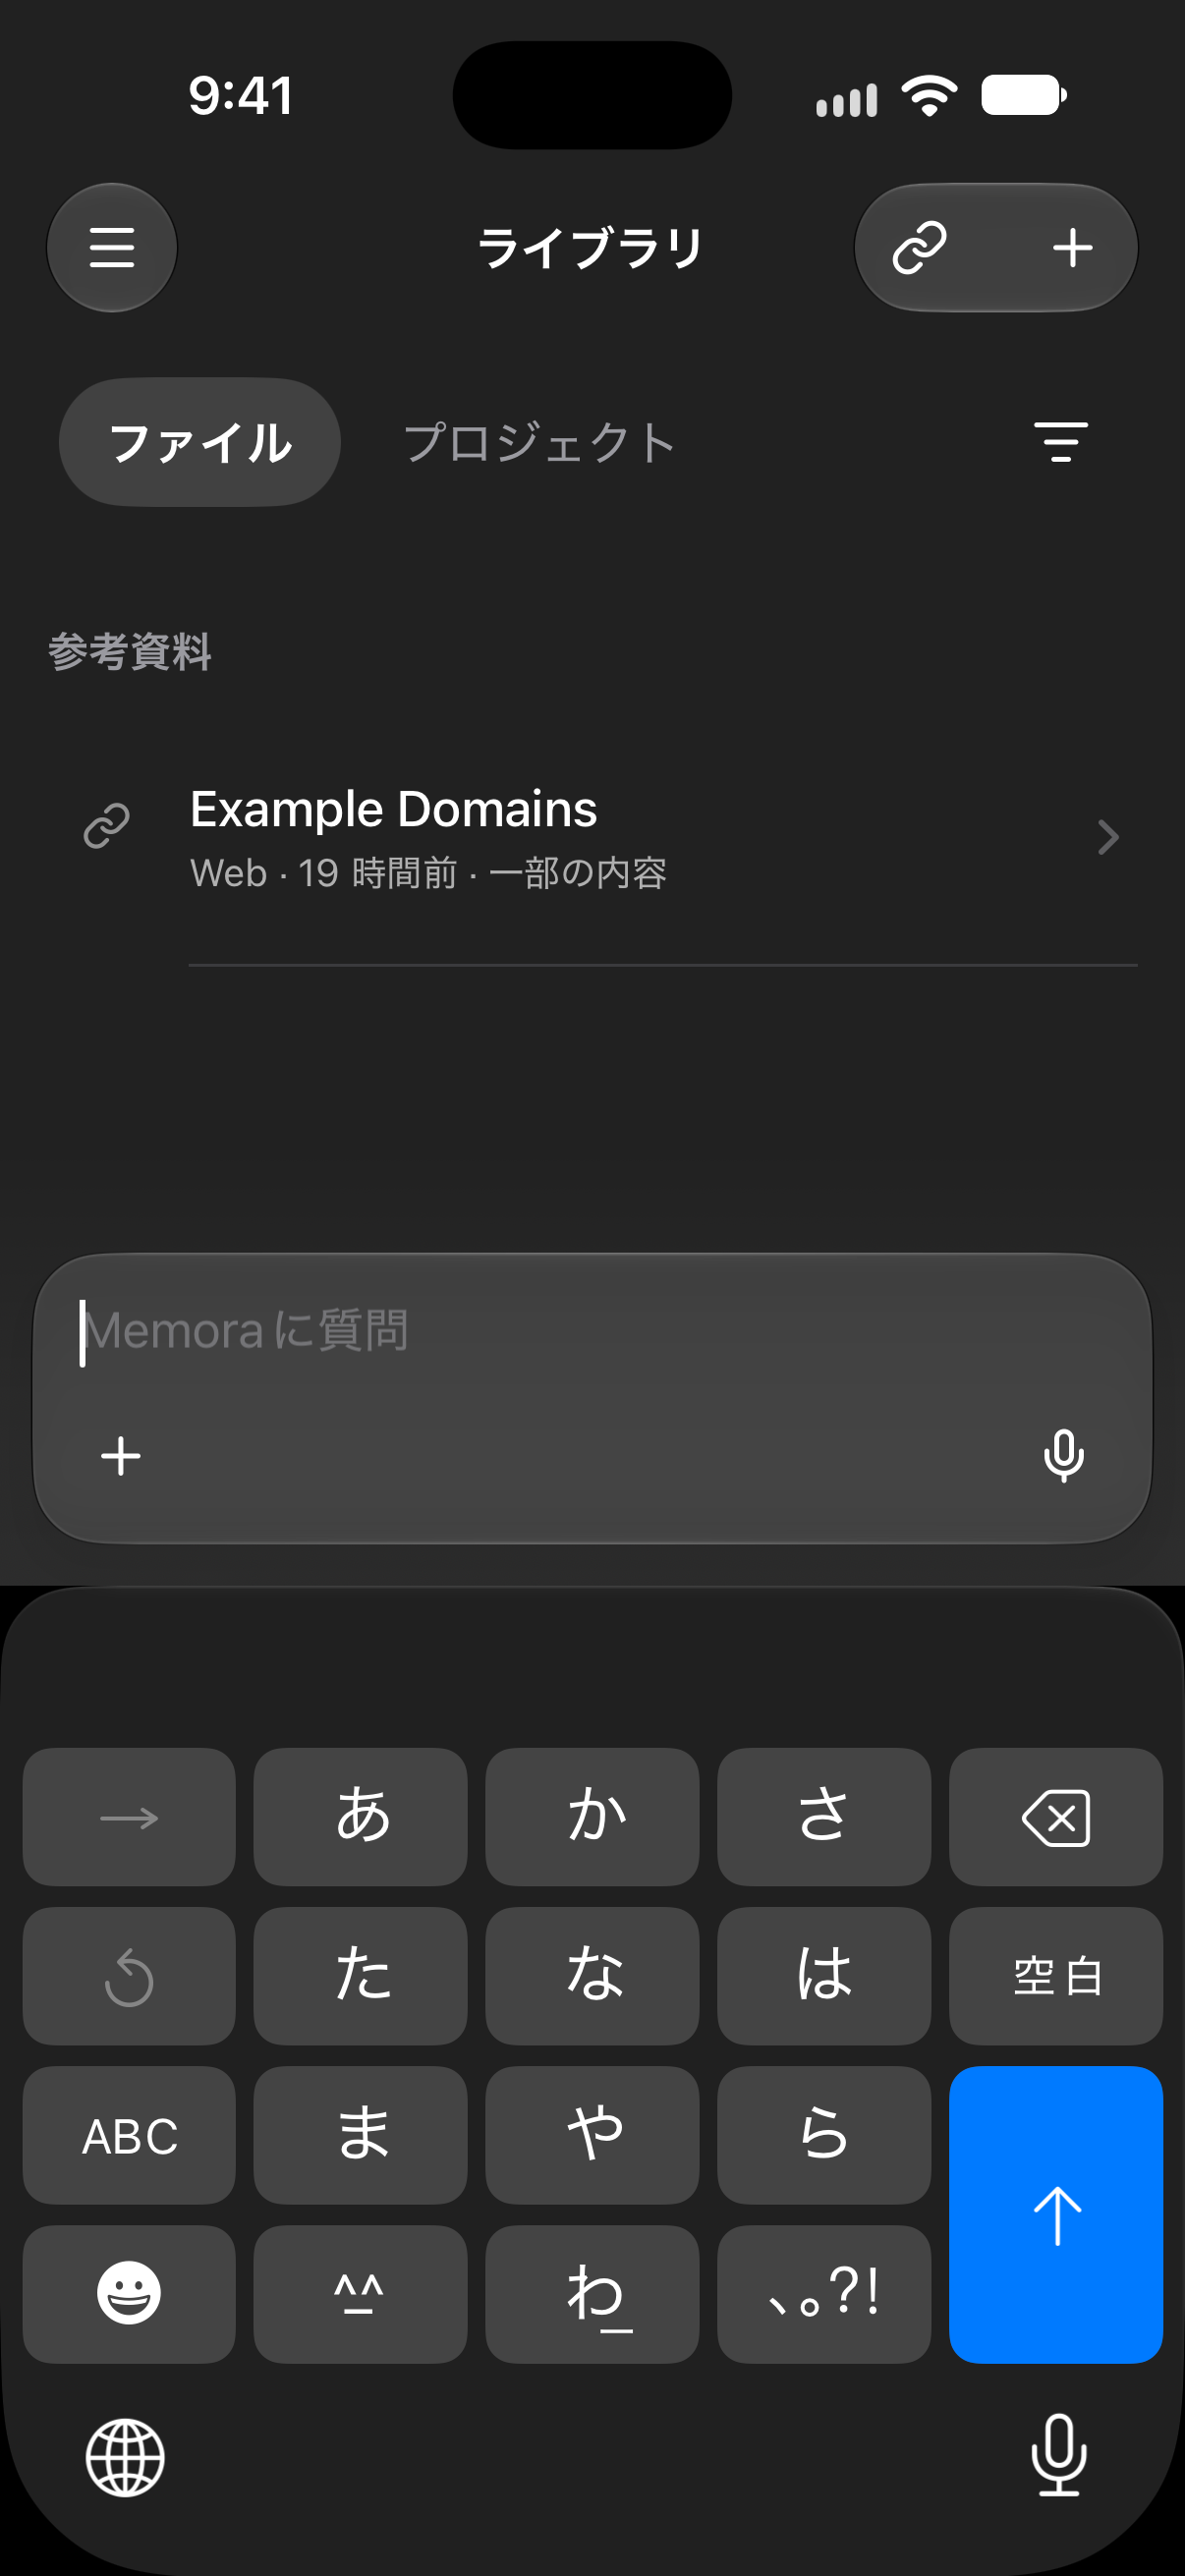 9:41
ライブラリ
ファイル プロジェクト
参考資料
Example Domains
Web · 19 時間前 · 一部の内容
Memoraに質問
あ か さ
た な は 空白
ABC ま や ら
^_^ わ_ 、。?!